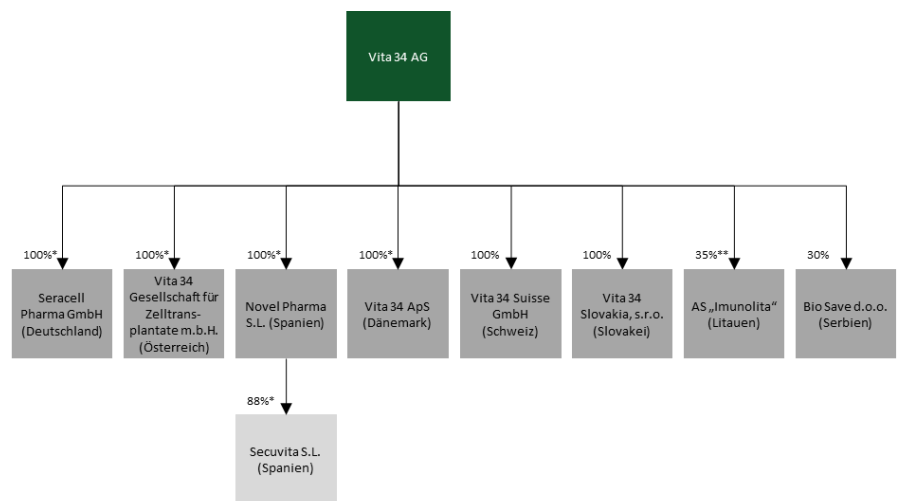 Vita 34 AG
100%*
100%*
100%*
100%*
100%
100%
35%**
30%
Seracell
Pharma GmbH
(Deutschland)
Vita 34
Gesellschaft für
Zelltrans-
plantate m.b.H.
(Österreich)
Novel Pharma
S.L. (Spanien)
Vita 34 ApS
(Dänemark)
Vita 34 Suisse
GmbH
(Schweiz)
Vita 34
Slovakia, s.r.o.
(Slovakei)
AS „Imunolita“
(Litauen)
Bio Save d.o.o.
(Serbien)
88%*
Secuvita S.L.
(Spanien)